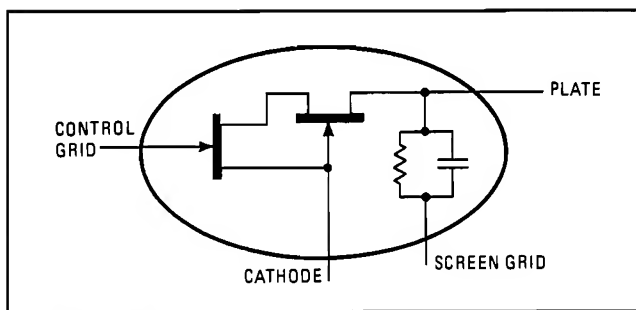 PLATE
CONTROL
GRID
CATHODE
SCREEN GRID